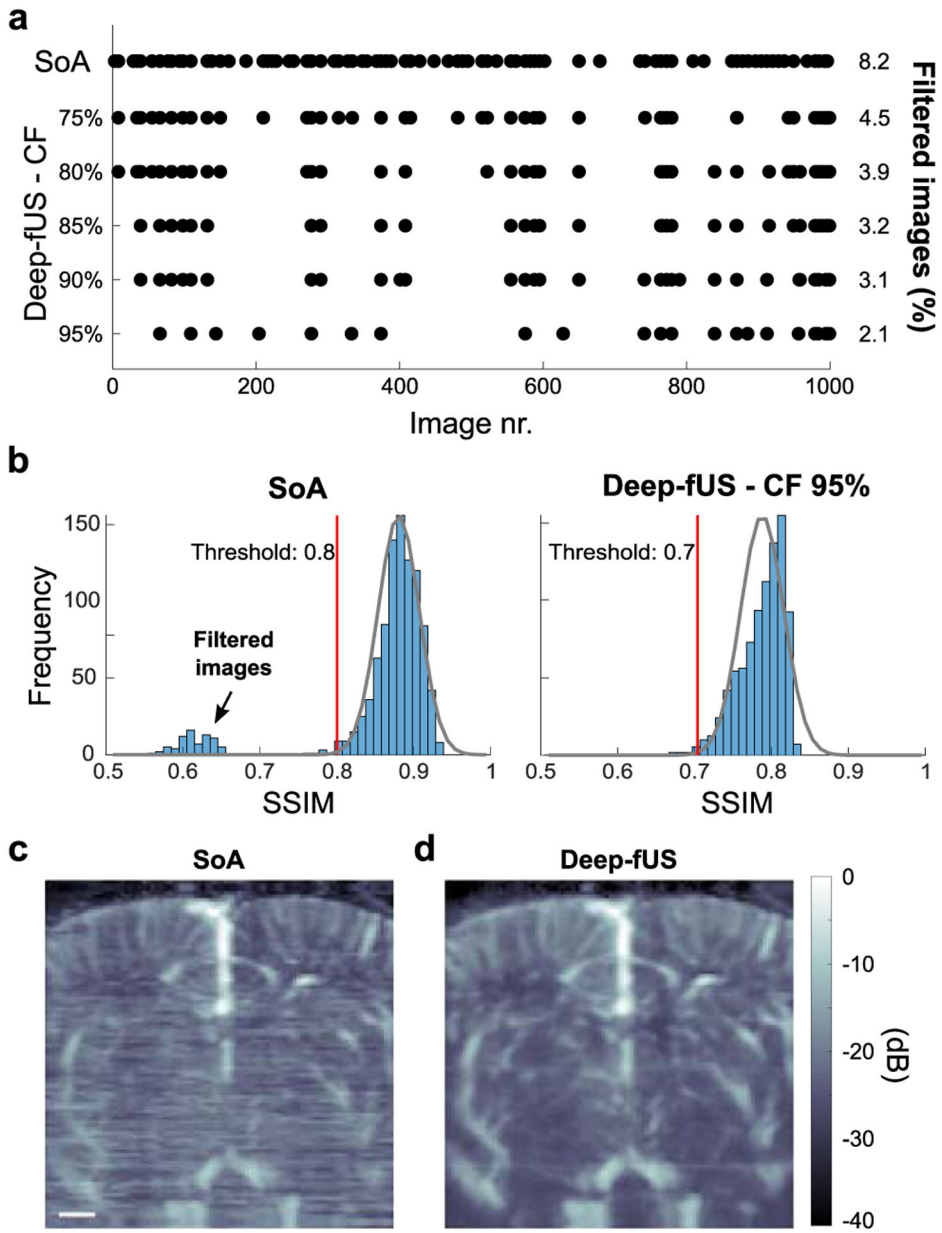 a
SoA 8.2
75% 4.5
80% 3.9
85% 3.2
90% 3.1
95% 2.1
Deep-fUS - CF
Filtered images (%)
0 200 400 600 800 1000
Image nr.
b
SoA
Deep-fUS - CF 95%
150
100
50
0
Frequency
Threshold: 0.8
Threshold: 0.7
Filtered
images
0.5 0.6 0.7 0.8 0.9 1
0.5 0.6 0.7 0.8 0.9 1
SSIM
SSIM
c
SoA
d
Deep-fUS
0
-10
-20
-30
-40
(dB)